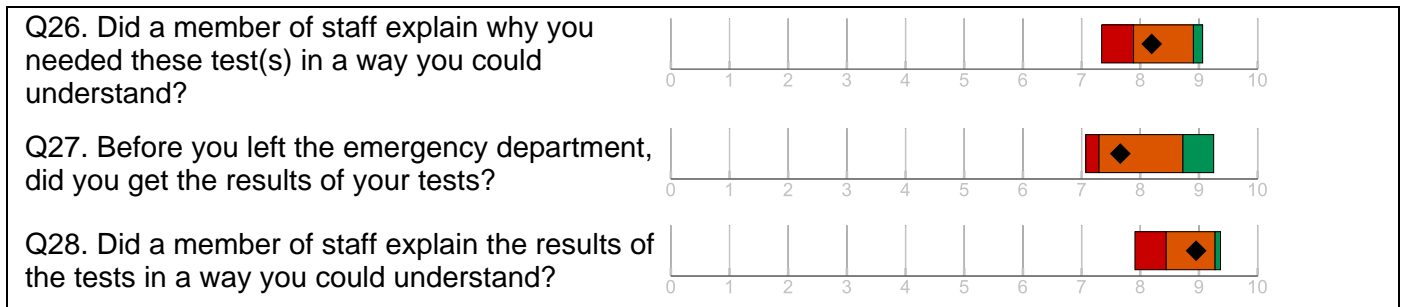 Q26. Did a member of staff explain why you
needed these test(s) in a way you could
understand?
0 1 2 3 4 5 6 7 8 9 10
Q27. Before you left the emergency department,
did you get the results of your tests?
0 1 2 3 4 5 6 7 8 9 10
Q28. Did a member of staff explain the results of
the tests in a way you could understand?
0 1 2 3 4 5 6 7 8 9 10